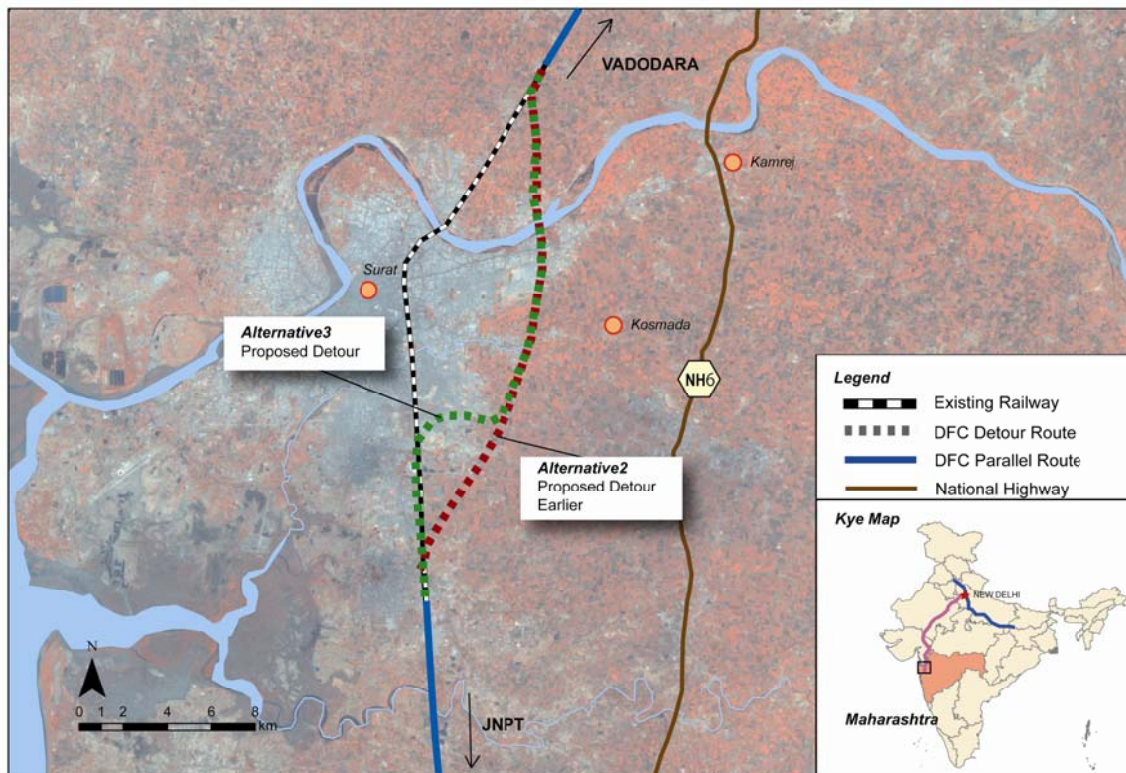 VADODARA
Kamrej
Surat
Kosmada
Alternative3
Proposed Detour
NH6
Alternative2
Proposed Detour
Earlier
N
0 1 2 4 6 8
km
JNPT
Legend
Existing Railway
DFC Detour Route
DFC Parallel Route
National Highway
Kye Map
NEW DELHI
Maharashtra